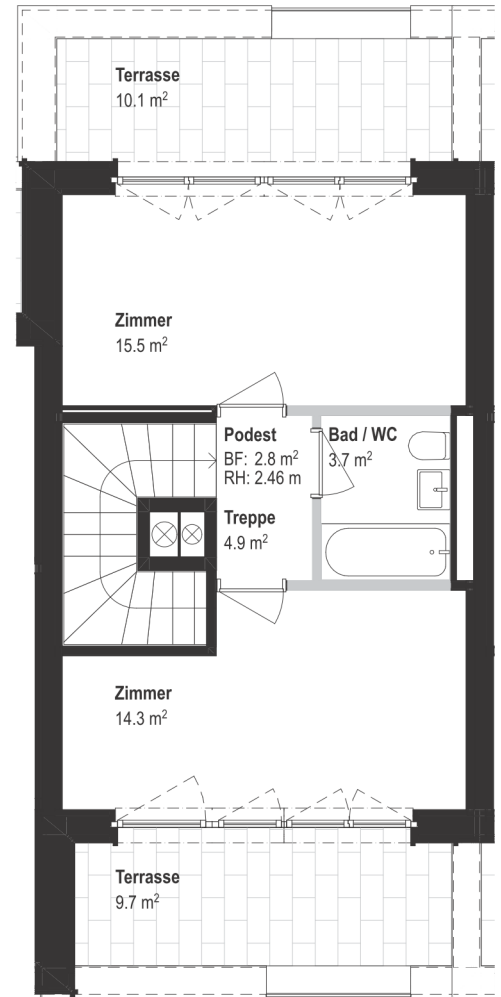 Terrasse
10.1 m²
Zimmer
15.5 m²
Podest
BF: 2.8 m²
RH: 2.46 m
Bad / WC
3.7 m²
Treppe
4.9 m²
Zimmer
14.3 m²
Terrasse
9.7 m²